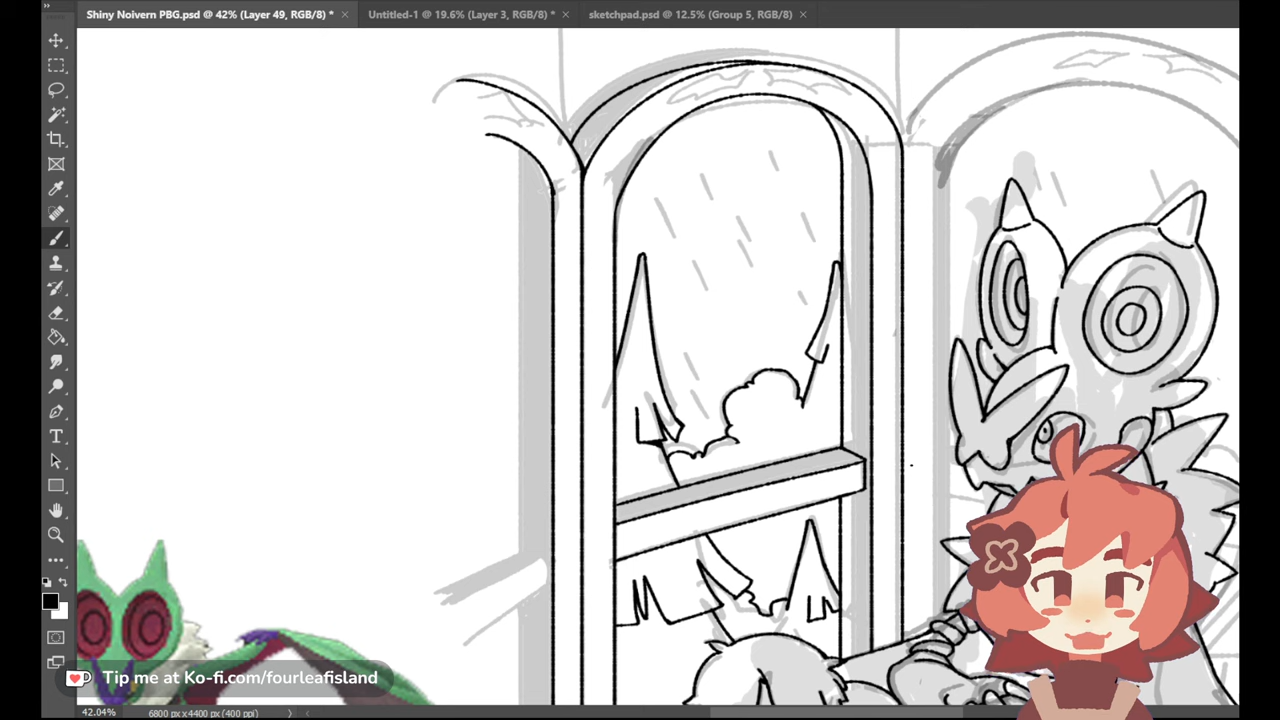 Shiny Noivern PBG.psd @ 42% (Layer 49, RGB/8) *
Untitled-1 @ 19.6% (Layer 3, RGB/8) *
sketchpad.psd @ 12.5% (Group 5, RGB/8)
Tip me at Ko-fi.com/fourleafisland
42.04%
6800 px x 4400 px (400 ppi)